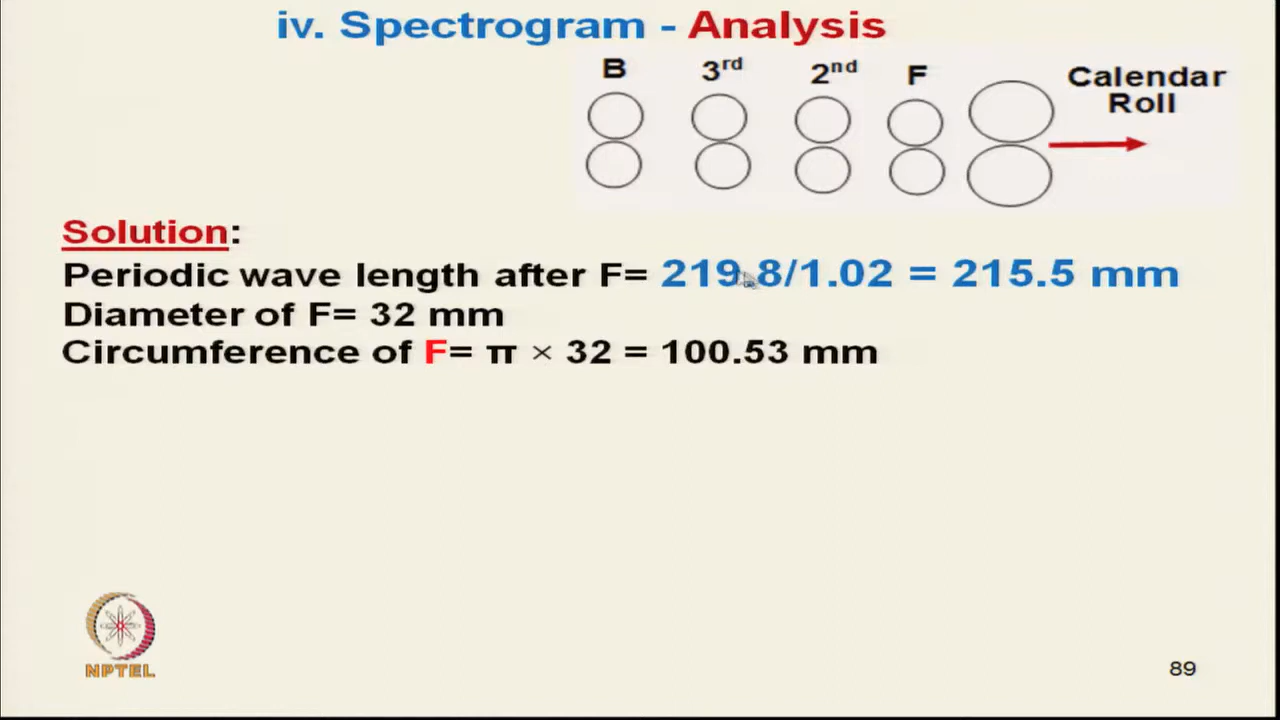 iv. Spectrogram - Analysis
B 3rd 2nd F Calendar Roll
Solution:
Periodic wave length after F= 219.8/1.02 = 215.5 mm
Diameter of F= 32 mm
Circumference of F= π × 32 = 100.53 mm
NPTEL
89